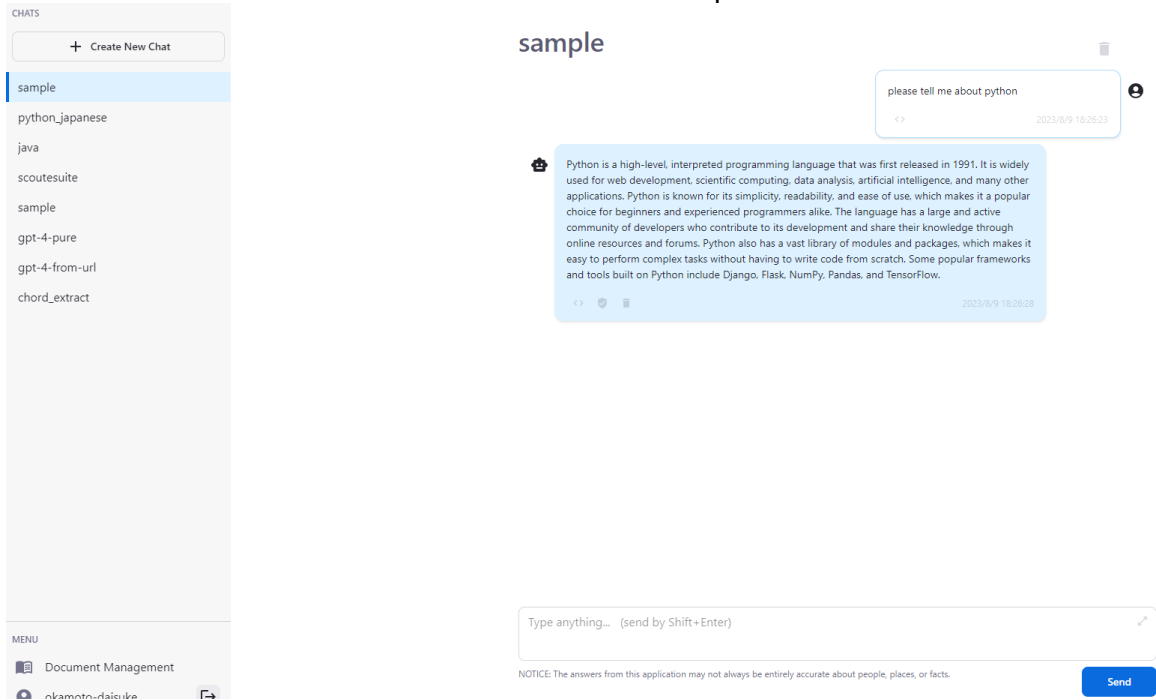 CHATS
+ Create New Chat
sample
python_japanese
java
scoutesuite
sample
gpt-4-pure
gpt-4-from-url
chord_extract
MENU
Document Management
okamoto-daisuke
sample
please tell me about python
<> 2023/8/9 18:26:23
Python is a high-level, interpreted programming language that was first released in 1991. It is widely
used for web development, scientific computing, data analysis, artificial intelligence, and many other
applications. Python is known for its simplicity, readability, and ease of use, which makes it a popular
choice for beginners and experienced programmers alike. The language has a large and active
community of developers who contribute to its development and share their knowledge through
online resources and forums. Python also has a vast library of modules and packages, which makes it
easy to perform complex tasks without having to write code from scratch. Some popular frameworks
and tools built on Python include Django, Flask, NumPy, Pandas, and TensorFlow.
<> 2023/8/9 18:26:28
Type anything... (send by Shift+Enter)
NOTICE: The answers from this application may not always be entirely accurate about people, places, or facts.
Send